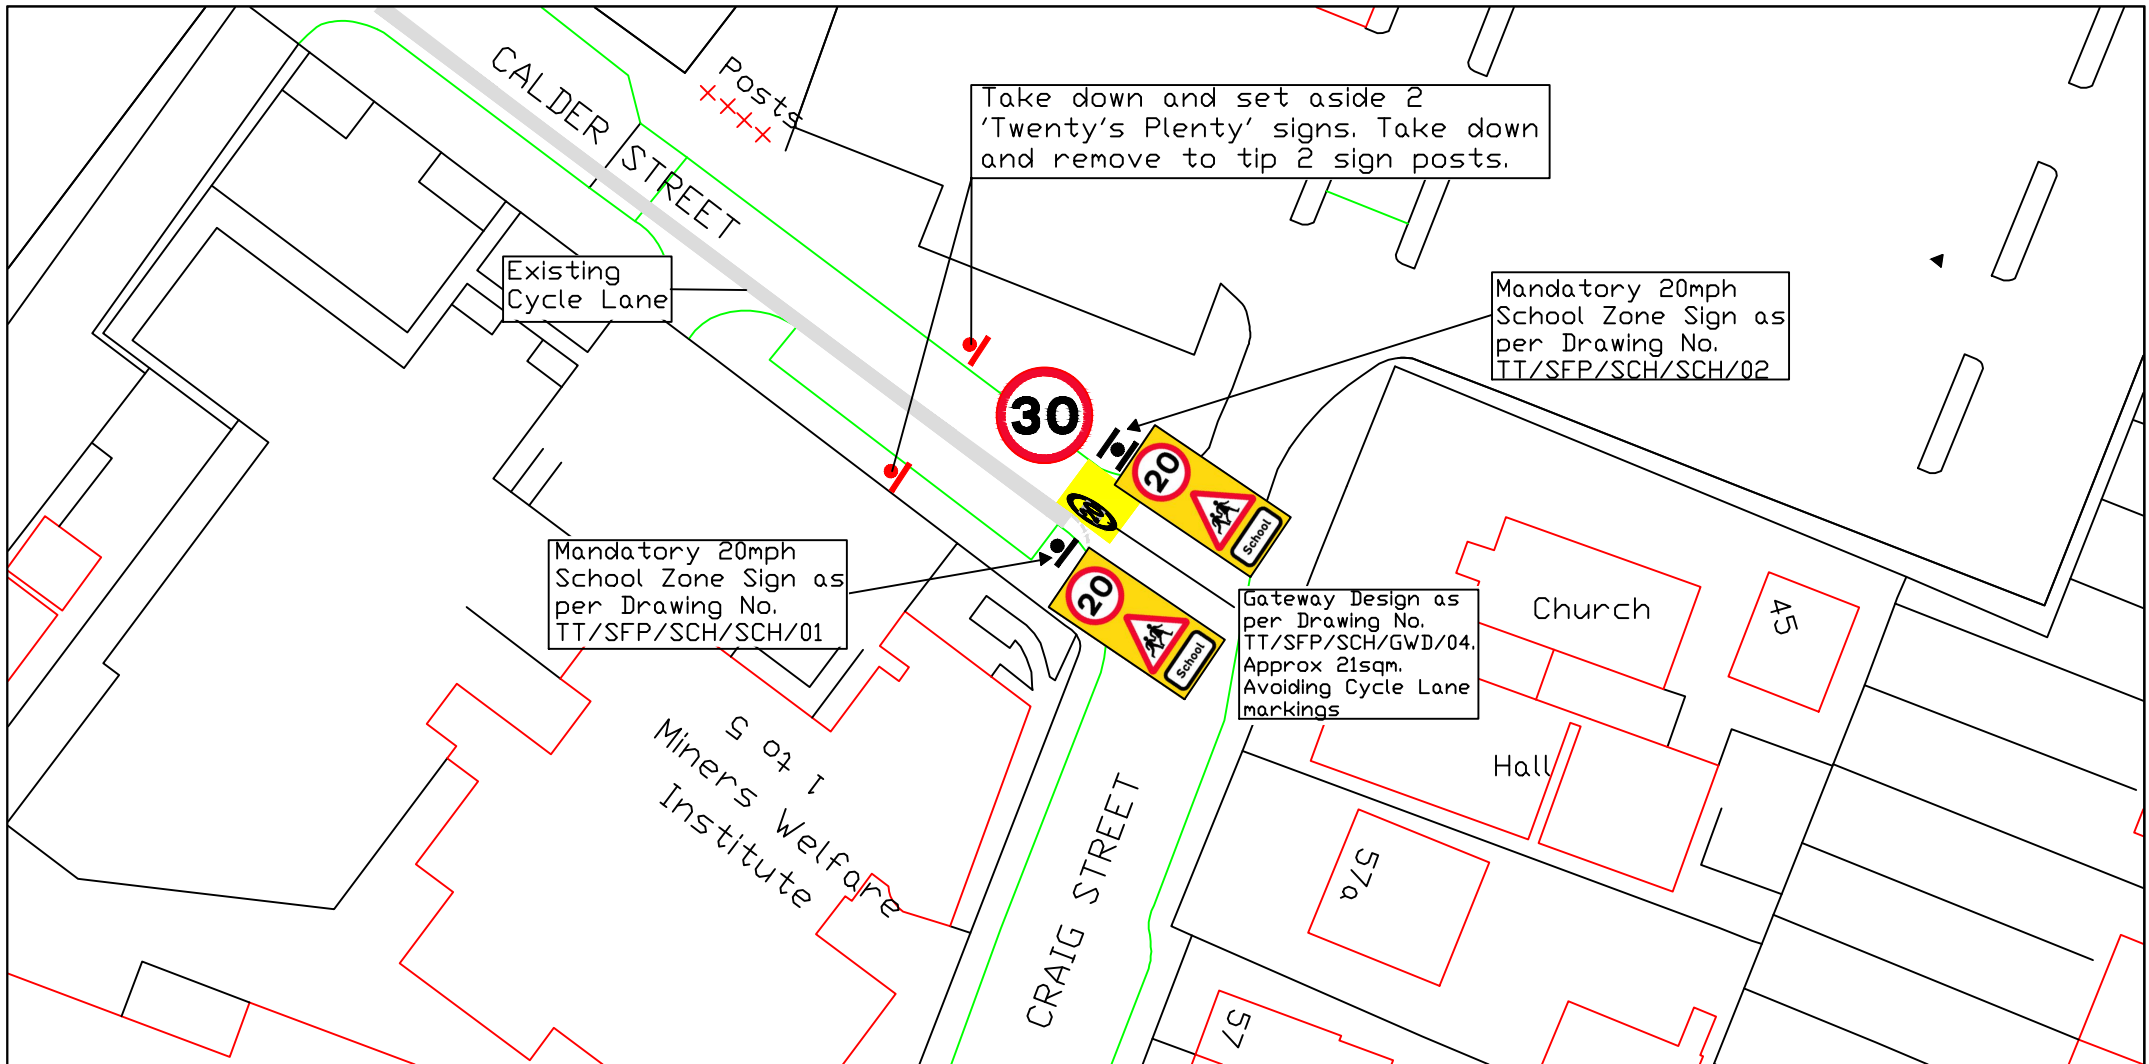 CALDER STREET
Posts
Take down and set aside 2
'Twenty's Plenty' signs. Take down
and remove to tip 2 sign posts.
Existing
Cycle Lane
Mandatory 20mph
School Zone Sign as
per Drawing No.
TT/SFP/SCH/SCH/02
30
20
School
20
School
Mandatory 20mph
School Zone Sign as
per Drawing No.
TT/SFP/SCH/SCH/01
Gateway Design as
per Drawing No.
TT/SFP/SCH/GWD/04.
Approx 21sqm.
Avoiding Cycle Lane
markings
Church
45
Hall
1 to 5
Miners Welfare
Institute
57a
CRAIG STREET
57